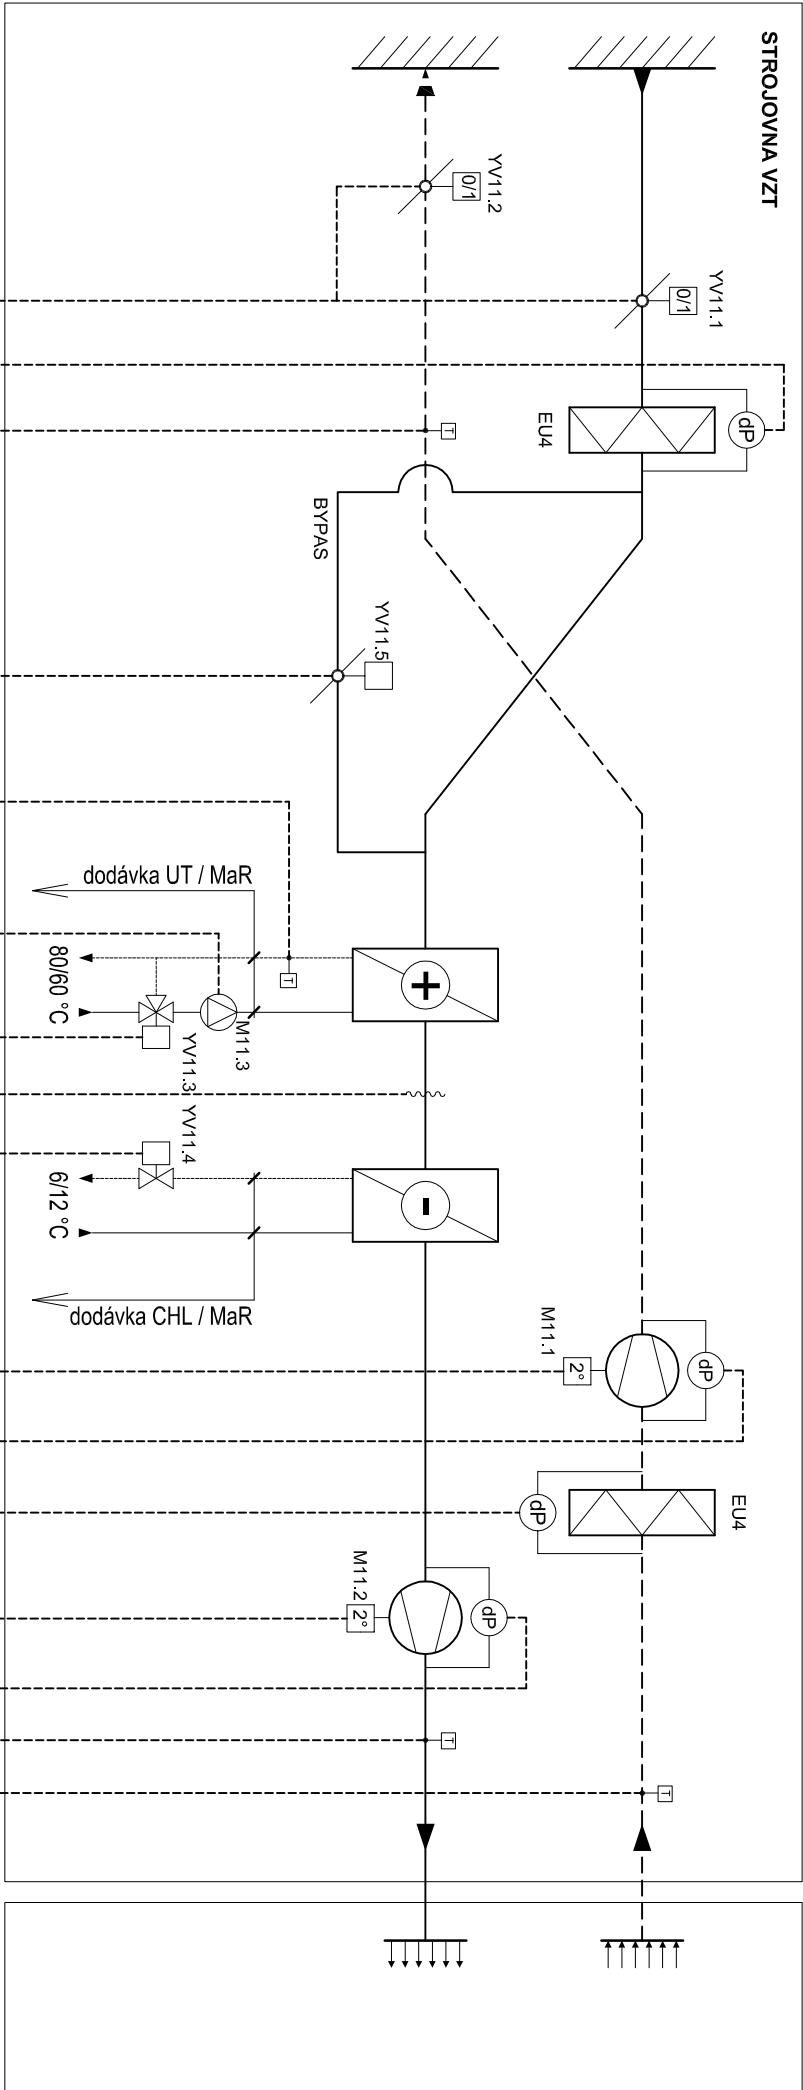 STROJOVNA VZT
YV11.2
0/1
YV11.1
0/1
dP
EU4
T
BYPAS
YV11.5
dodávka UT / MaR
80/60 °C
T
M11.3
YV11.3
YV11.4
6/12 °C
dodávka CHL / MaR
+
-
M11.1
2°
dP
EU4
dP
M11.2
2°
dP
T
T